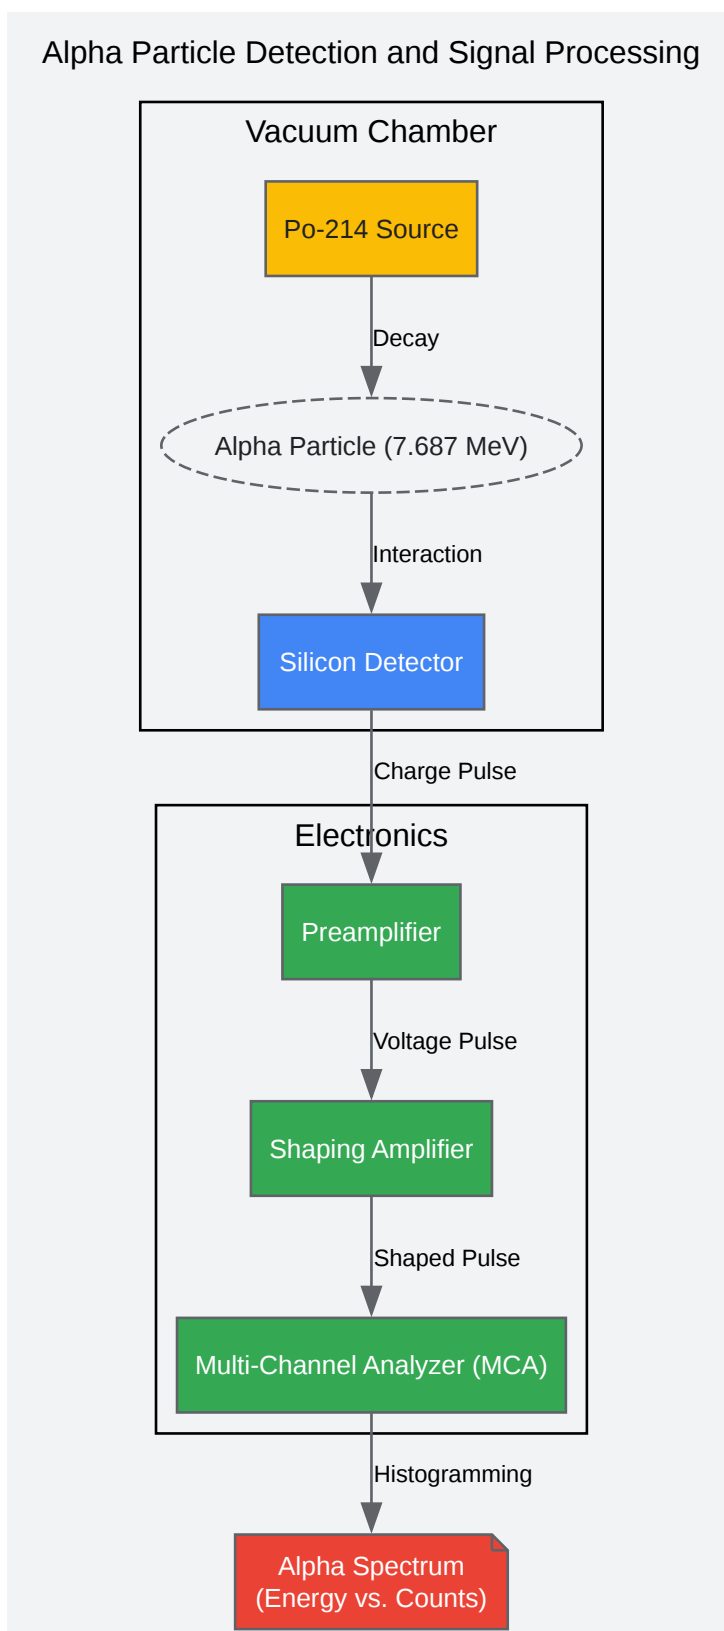 Alpha Particle Detection and Signal Processing
Vacuum Chamber
Po-214 Source
Decay
Alpha Particle (7.687 MeV)
Interaction
Silicon Detector
Charge Pulse
Electronics
Preamplifier
Voltage Pulse
Shaping Amplifier
Shaped Pulse
Multi-Channel Analyzer (MCA)
Histogramming
Alpha Spectrum
(Energy vs. Counts)